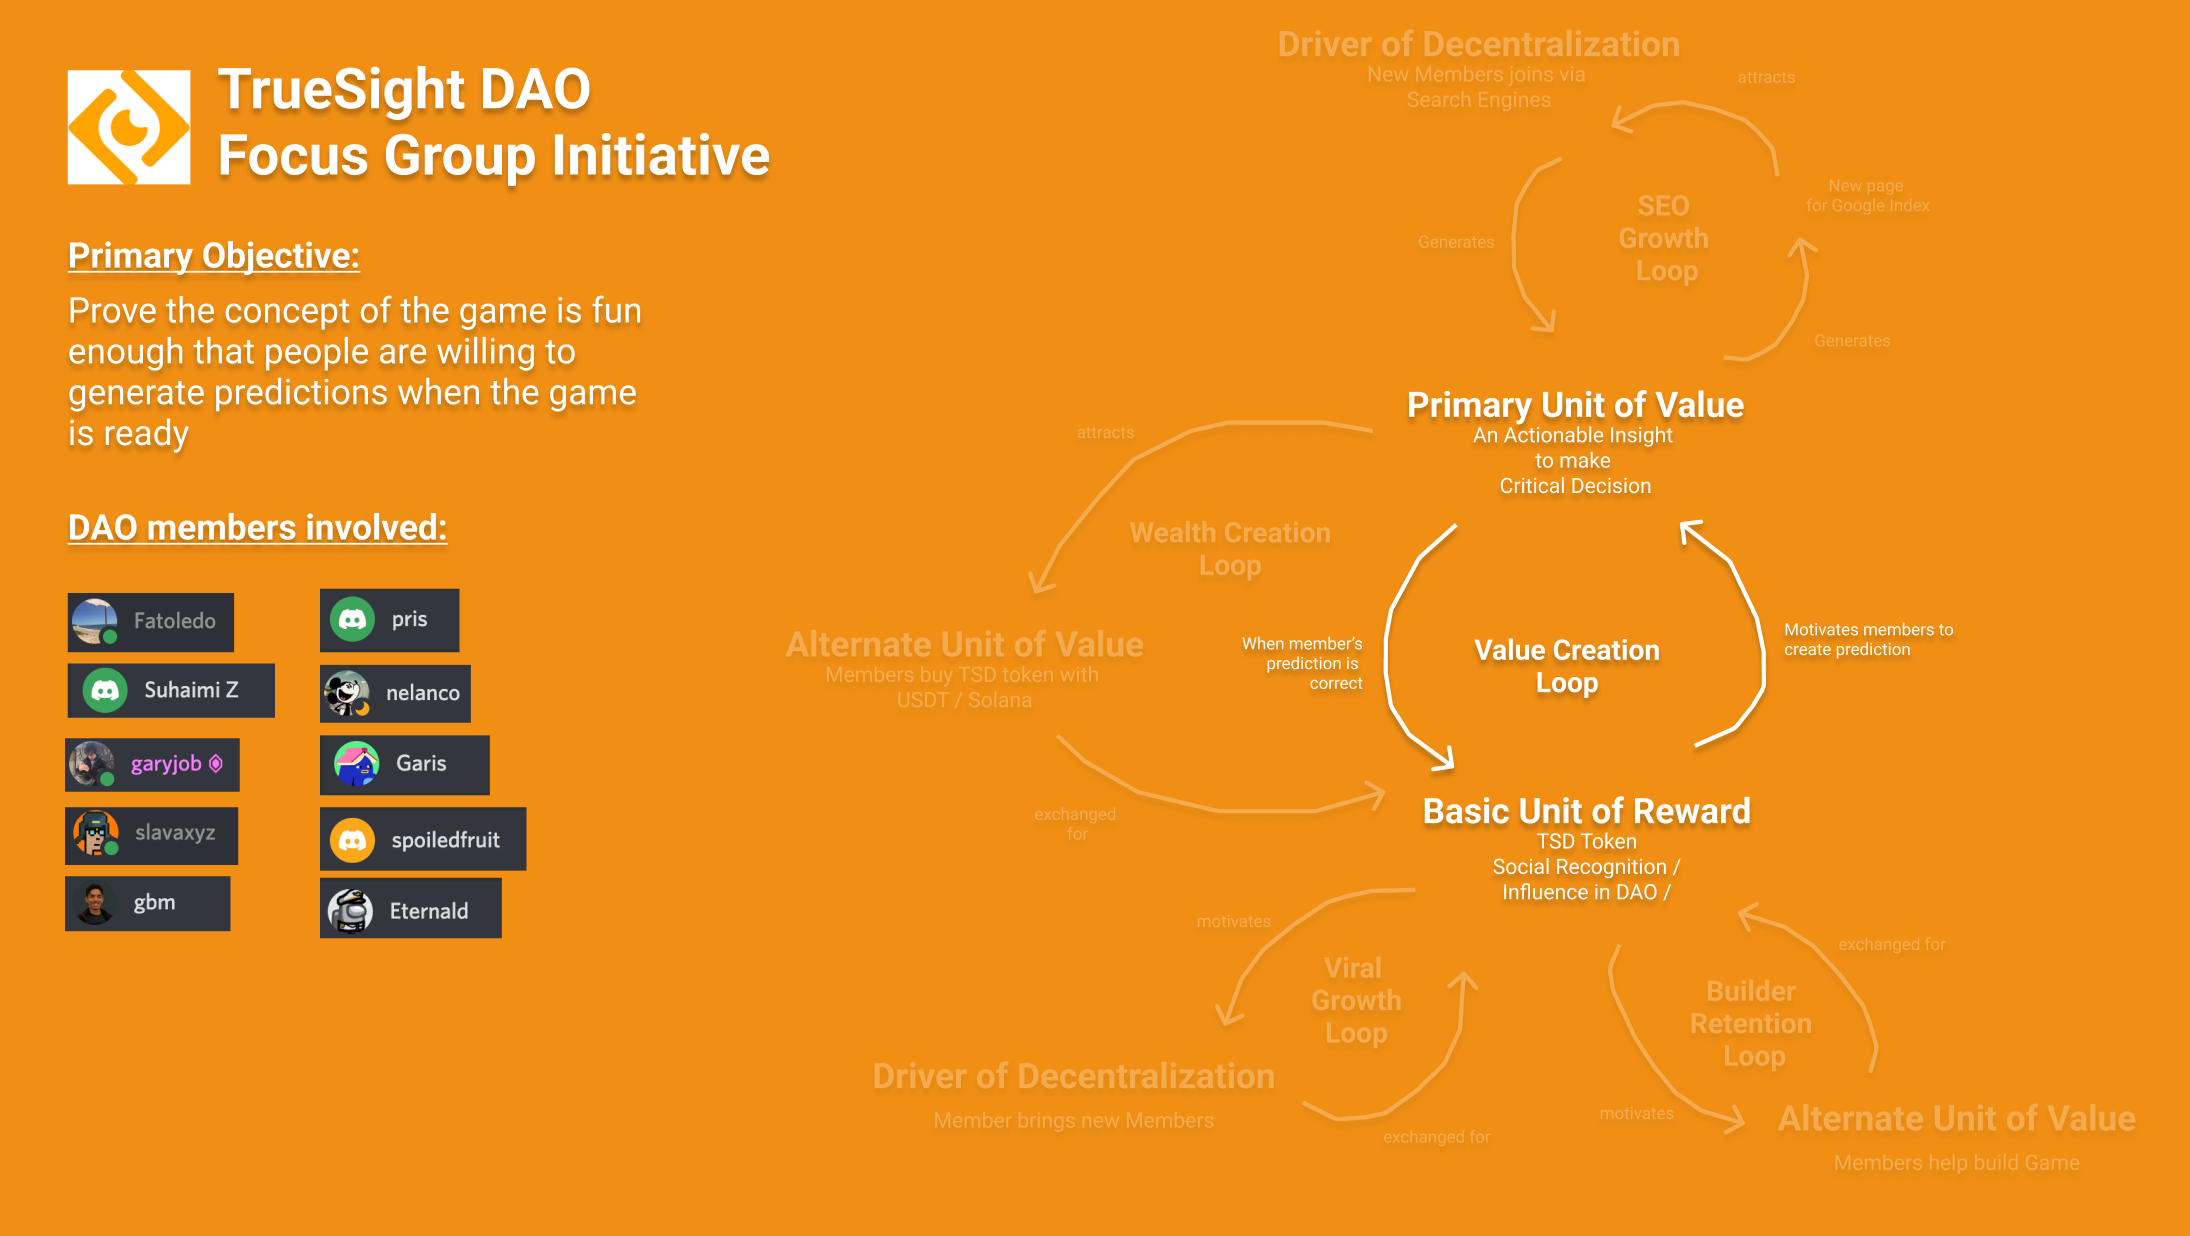 TrueSight DAO
Focus Group Initiative
Primary Objective:
Prove the concept of the game is fun
enough that people are willing to
generate predictions when the game
is ready
DAO members involved:
Fatoledo
pris
Suhaimi Z
nelanco
garyjob
Garis
slavaxyz
spoiledfruit
gbm
Eternald
Driver of Decentralization
New Members joins via
Search Engines
attracts
New page
for Google Index
SEO
Growth
Loop
Generates
Generates
Primary Unit of Value
An Actionable Insight
to make
Critical Decision
attracts
Wealth Creation
Loop
Alternate Unit of Value
Members buy TSD token with
USDT / Solana
When member's
prediction is
correct
Value Creation
Loop
Motivates members to
create prediction
exchanged
for
Basic Unit of Reward
TSD Token
Social Recognition /
Influence in DAO /
motivates
Viral
Growth
Loop
exchanged for
Builder
Retention
Loop
Driver of Decentralization
Member brings new Members
exchanged for
motivates
Alternate Unit of Value
Members help build Game